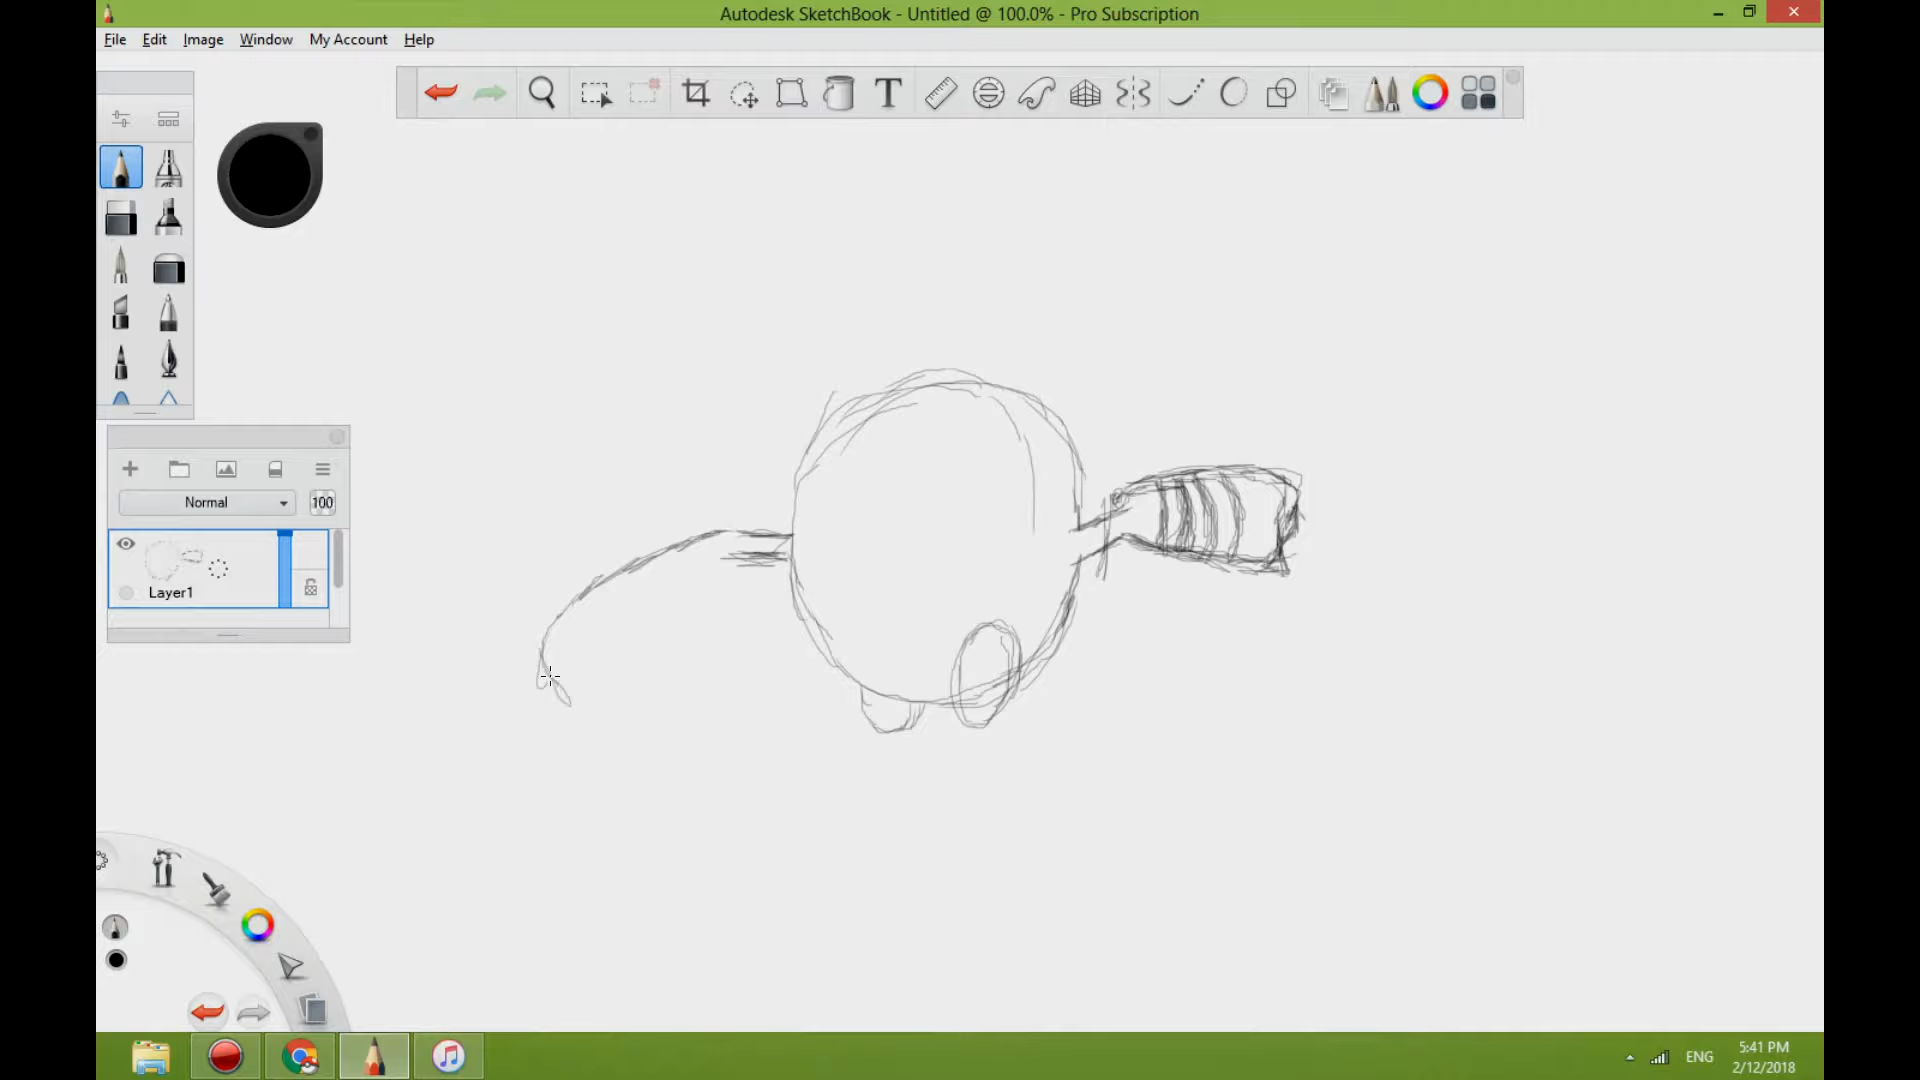 Autodesk SketchBook - Untitled @ 100.0% - Pro Subscription
File Edit Image Window My Account Help
T
Normal 100
Layer1
ENG
5:41 PM
2/12/2018